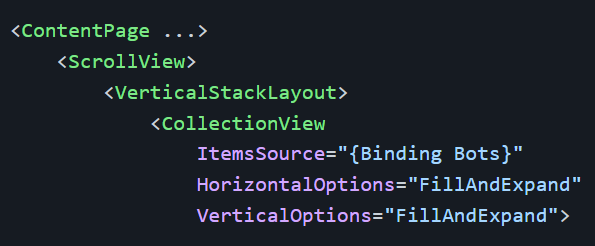 <ContentPage ...>
<ScrollView>
<VerticalStackLayout>
<CollectionView
ItemsSource="{Binding Bots}"
HorizontalOptions="FillAndExpand"
VerticalOptions="FillAndExpand">